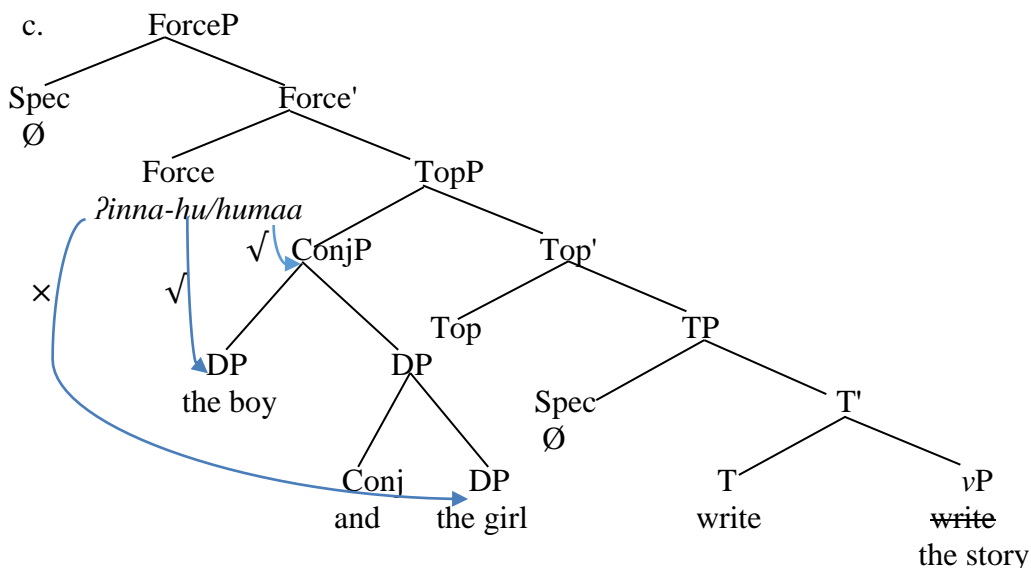 c. ForceP
Spec Force'
Ø
Force TopP
ʔinna-hu/humaa
√ ConjP Top'
× √
Top TP
DP DP
the boy Spec T'
Ø
Conj DP T vP
and the girl write write
the story